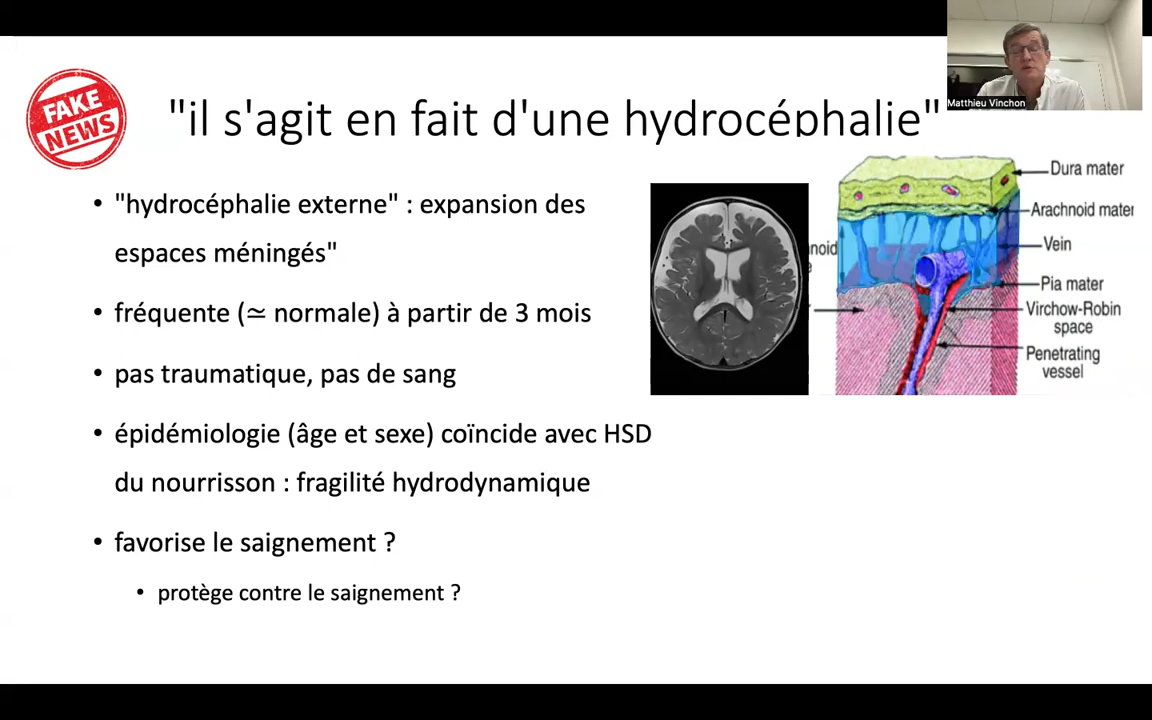 FAKE
NEWS
"il s'agit en fait d'une hydrocéphalie"
Matthieu Vinchon
• "hydrocéphalie externe" : expansion des
espaces méningés"
• fréquente (≃ normale) à partir de 3 mois
• pas traumatique, pas de sang
• épidémiologie (âge et sexe) coïncide avec HSD
du nourrisson : fragilité hydrodynamique
• favorise le saignement ?
• protège contre le saignement ?
Dura mater
Arachnoid mater
Vein
Pia mater
Virchow-Robin
space
Penetrating
vessel